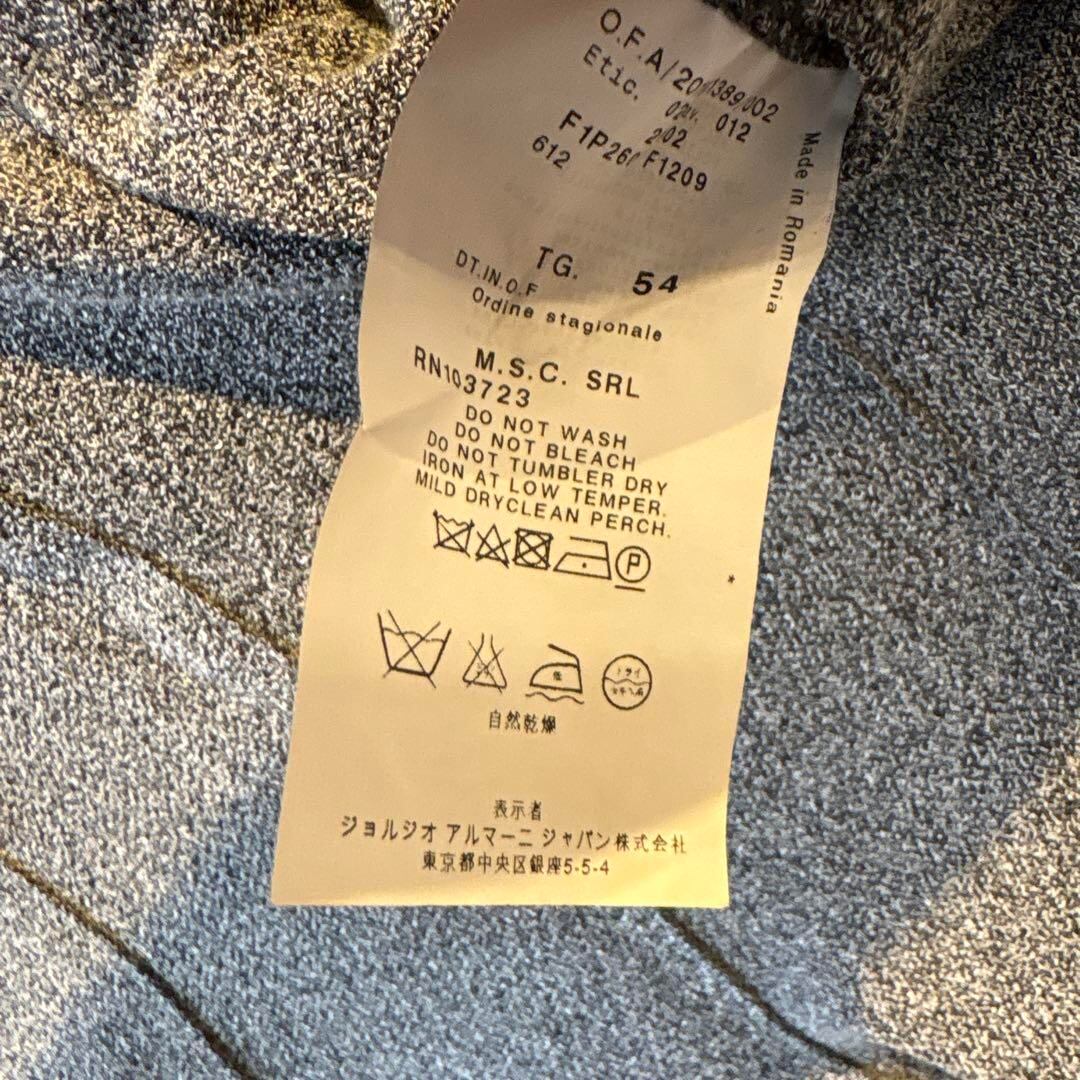 O.F.A/20
Etic. 012
202
F1P26 F1209
612
Made in Romania
TG. 54
DT.IN.O.F
Ordine stagionale
M.S.C. SRL
RN103723
DO NOT WASH
DO NOT BLEACH
DO NOT TUMBLER DRY
IRON AT LOW TEMPER.
MILD DRYCLEAN PERCH.
P
低
自然乾燥
表示者
ジョルジオ アルマーニ ジャパン株式会社
東京都中央区銀座5-5-4